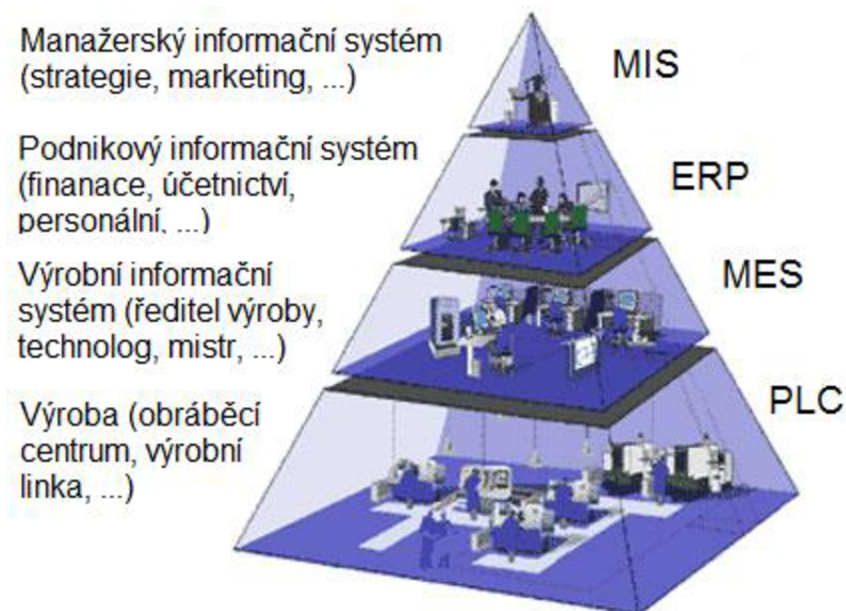 Manažerský informační systém
(strategie, marketing, ...)
MIS
Podnikový informační systém
(finanace, účetnictví,
personální, ...)
ERP
Výrobní informační
systém (ředitel výroby,
technolog, mistr, ...)
MES
Výroba (obráběcí
centrum, výrobní
linka, ...)
PLC